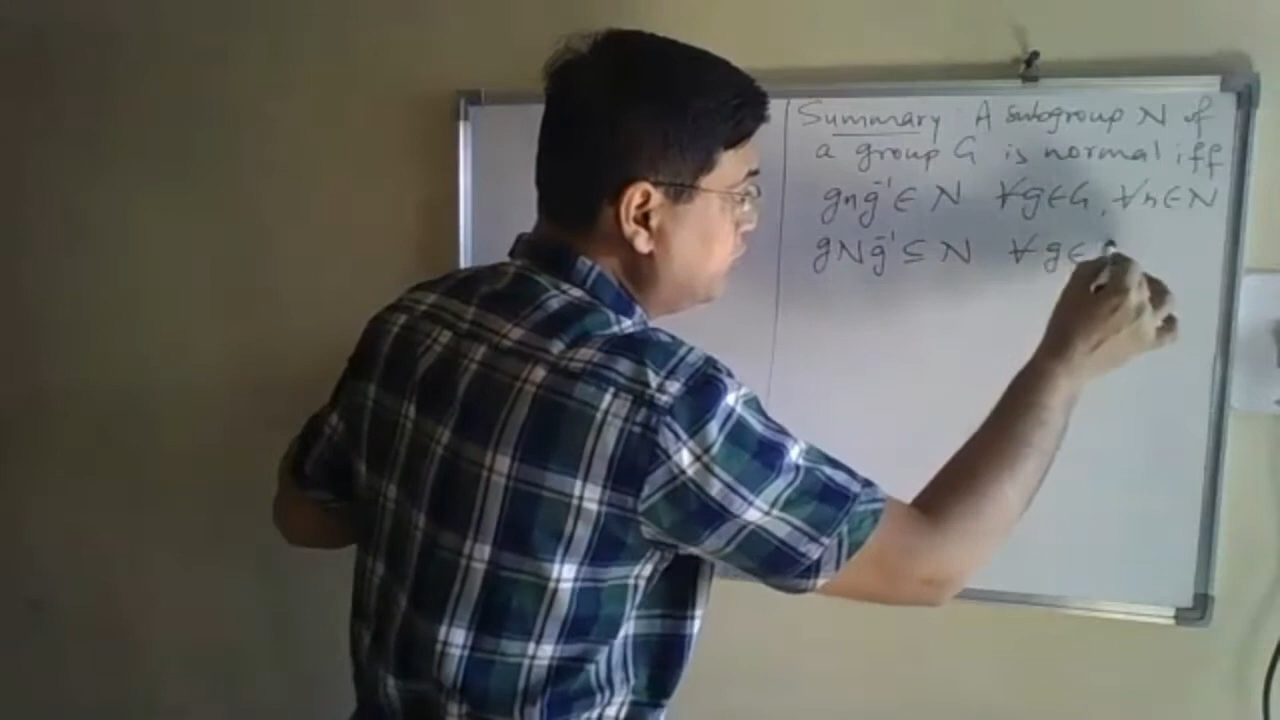 Summary A subgroup N of
a group G is normal iff
gng⁻¹ ∈ N ∀g∈G, ∀n∈N
gNg⁻¹ ⊆ N ∀g∈